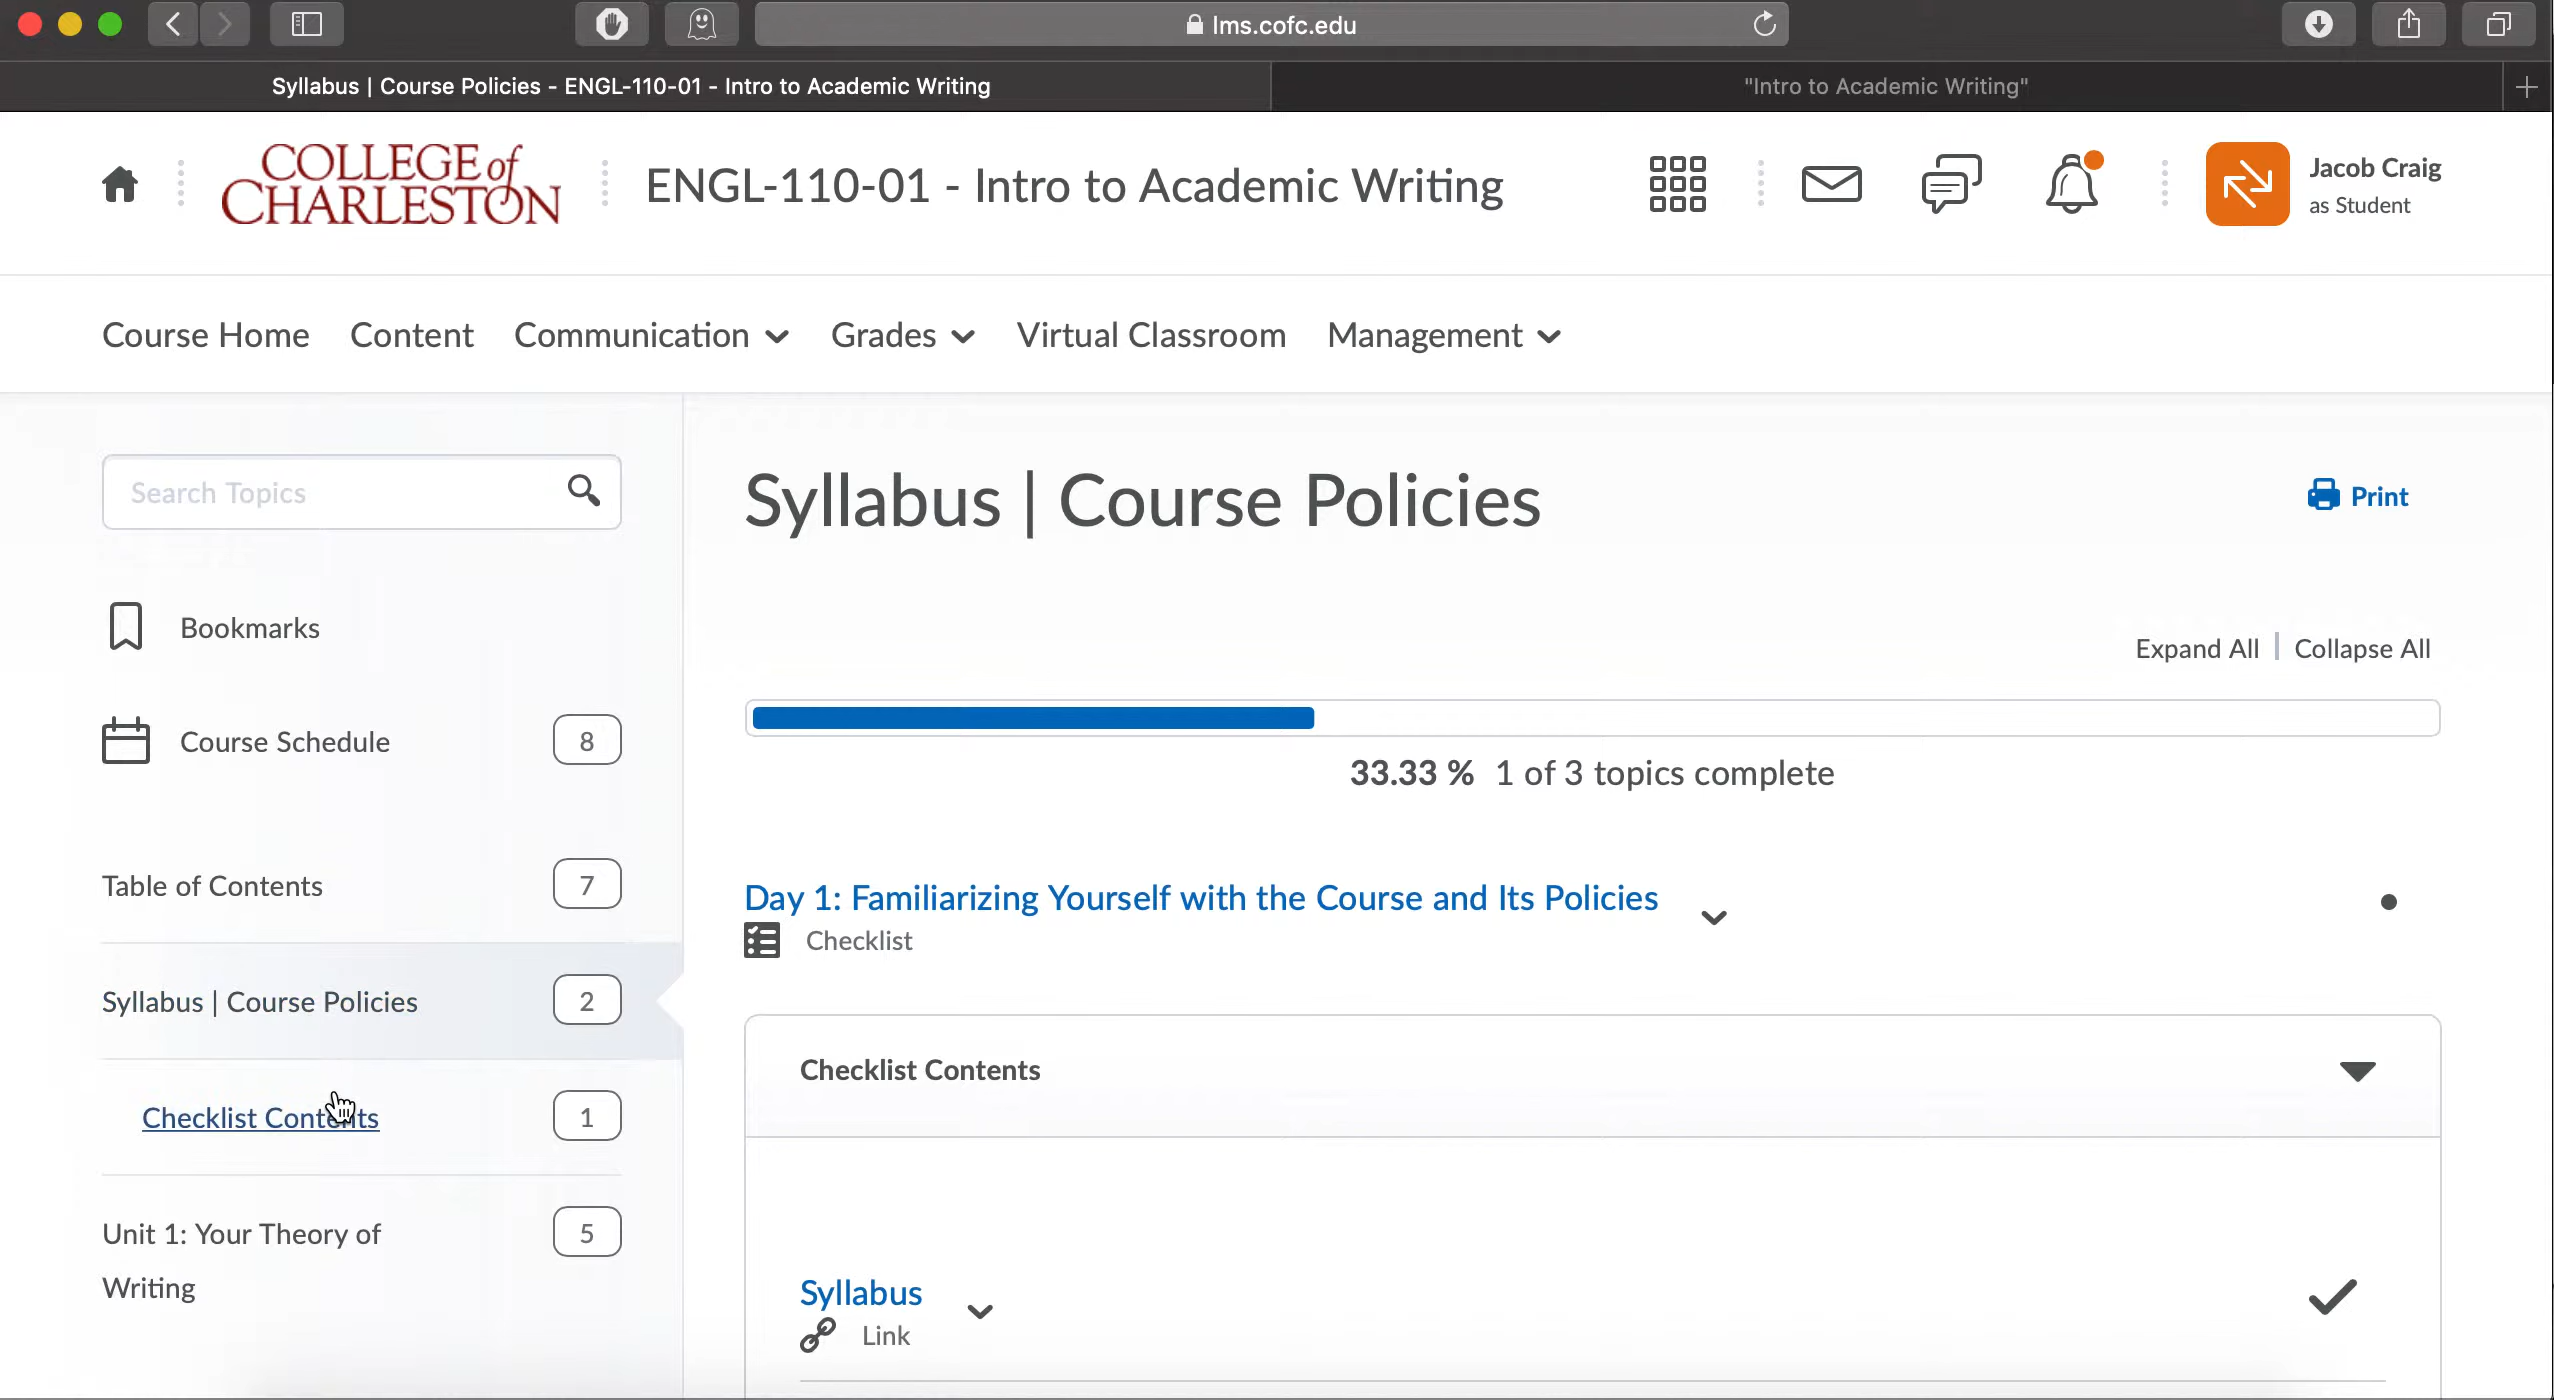 lms.cofc.edu
Syllabus | Course Policies - ENGL-110-01 - Intro to Academic Writing
"Intro to Academic Writing"
COLLEGE of
CHARLESTON
ENGL-110-01 - Intro to Academic Writing
Jacob Craig
as Student
Course Home Content Communication Grades Virtual Classroom Management
Search Topics
Bookmarks
Course Schedule 8
Table of Contents 7
Syllabus | Course Policies 2
Checklist Contents 1
Unit 1: Your Theory of 5
Writing
Syllabus | Course Policies
Print
Expand All | Collapse All
33.33 % 1 of 3 topics complete
Day 1: Familiarizing Yourself with the Course and Its Policies
Checklist
Checklist Contents
Syllabus
Link